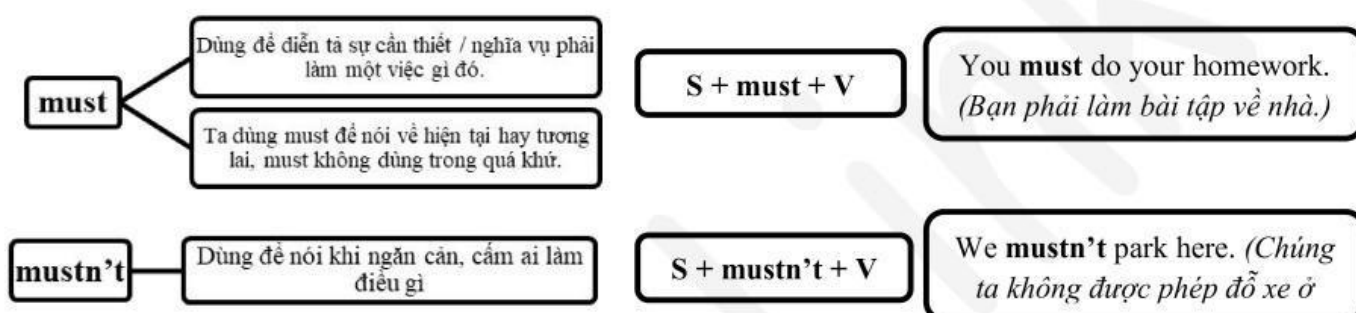 must
Dùng để diễn tả sự cần thiết / nghĩa vụ phải
làm một việc gì đó.
Ta dùng must để nói về hiện tại hay tương
lai, must không dùng trong quá khứ.
S + must + V
You must do your homework.
(Bạn phải làm bài tập về nhà.)
mustn't
Dùng để nói khi ngăn cản, cấm ai làm
điều gì
S + mustn't + V
We mustn't park here. (Chúng
ta không được phép đỗ xe ở